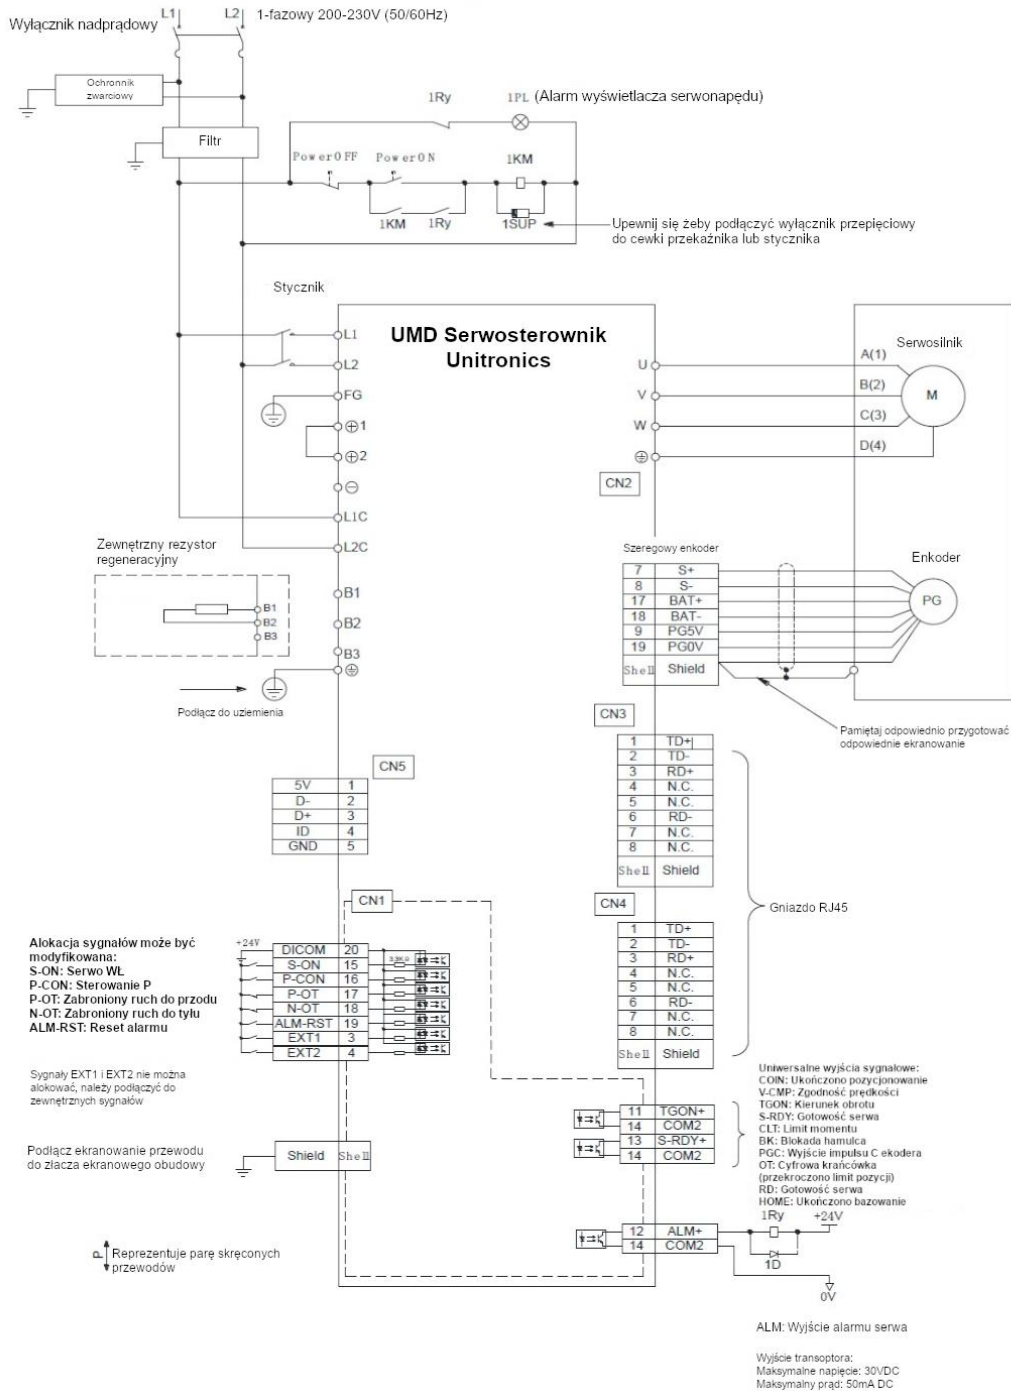 L1 L2 1-fazowy 200-230V (50/60Hz)
Wyłącznik nadprądowy
Ochronnik
zwarciowy
1Ry 1PL (Alarm wyświetlacza serwonapędu)
Filtr
PowerOFF PowerON 1KM
1KM 1Ry 1SUP
Upewnij się żeby podłączyć wyłącznik przepięciowy
do cewki przekaźnika lub stycznika
Stycznik
UMD Serwosterownik
Unitronics
L1
L2
FG
1
2
L1C
L2C
B1
B2
B3
U
V
W
A(1)
B(2)
C(3)
D(4)
Serwosilnik
M
CN2
Zewnętrzny rezystor
regeneracyjny
B1
B2
B3
Podłącz do uziemienia
Szeregowy enkoder
7 S+
8 S-
17 BAT+
18 BAT-
9 PG5V
19 PG0V
Shell Shield
Enkoder
PG
Pamiętaj odpowiednio przygotować
odpowiednie ekranowanie
CN3
1 TD+
2 TD-
3 RD+
4 N.C.
5 N.C.
6 RD-
7 N.C.
8 N.C.
Shell Shield
CN5
5V 1
D- 2
D+ 3
ID 4
GND 5
CN4
1 TD+
2 TD-
3 RD+
4 N.C.
5 N.C.
6 RD-
7 N.C.
8 N.C.
Shell Shield
Gniazdo RJ45
CN1
Alokacja sygnałów może być
modyfikowana:
S-ON: Serwo WŁ
P-CON: Sterowanie P
P-OT: Zabroniony ruch do przodu
N-OT: Zabroniony ruch do tyłu
ALM-RST: Reset alarmu
+24V
DICOM 20
S-ON 15
P-CON 16
P-OT 17
N-OT 18
ALM-RST 19
EXT1 3
EXT2 4
3.3KΩ
Sygnały EXT1 i EXT2 nie można
alokować, należy podłączyć do
zewnętrznych sygnałów
Podłącz ekranowanie przewodu
do złącza ekranowego obudowy
Shield Shell
11 TGON+
14 COM2
13 S-RDY+
14 COM2
Uniwersalne wyjścia sygnałowe:
COIN: Ukończono pozycjonowanie
V-CMP: Zgodność prędkości
TGON: Kierunek obrotu
S-RDY: Gotowość serwa
CLT: Limit momentu
BK: Blokada hamulca
PGC: Wyjście impulsu C ekodera
OT: Cyfrowa krańcówka
(przekroczono limit pozycji)
RD: Gotowość serwa
HOME: Ukończono bazowanie
12 ALM+
14 COM2
1Ry +24V
1D
0V
P Reprezentuje parę skręconych
przewodów
ALM: Wyjście alarmu serwa
Wyjście transoptora:
Maksymalne napięcie: 30VDC
Maksymalny prąd: 50mA DC